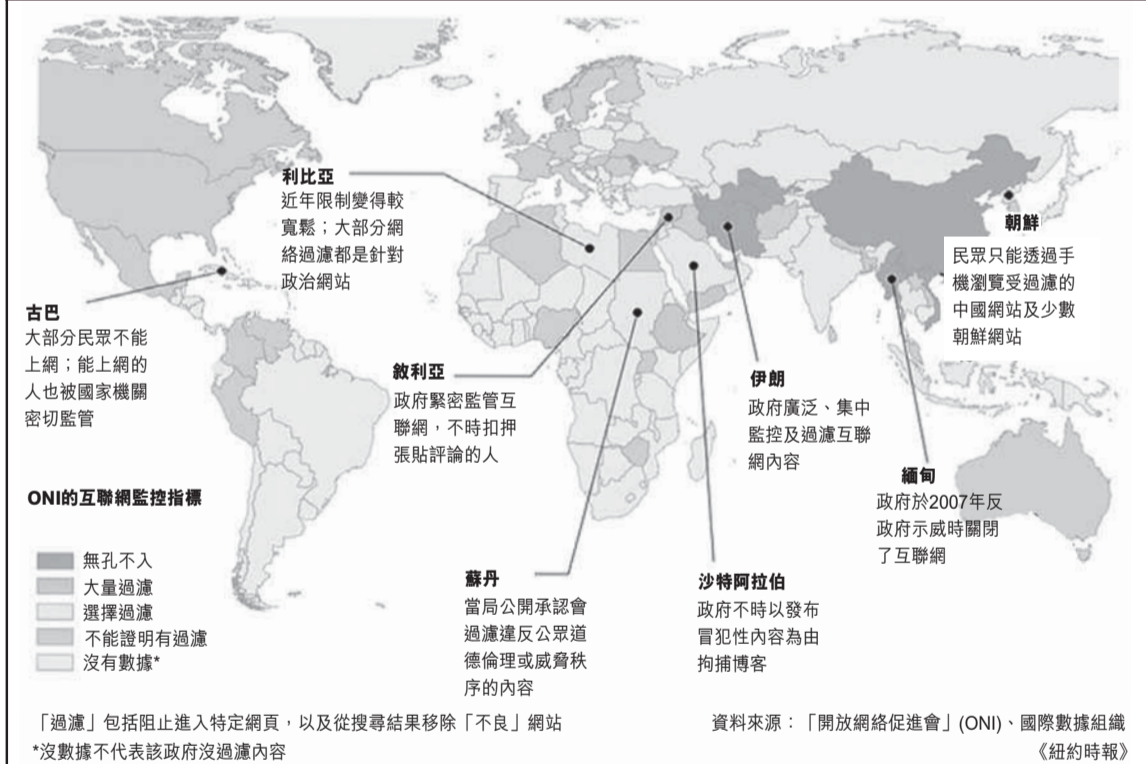 利比亞
近年限制變得較
寬鬆；大部分網
絡過濾都是針對
政治網站
朝鮮
民眾只能透過手
機瀏覽受過濾的
中國網站及少數
朝鮮網站
古巴
大部分民眾不能
上網；能上網的
人也被國家機關
密切監管
敘利亞
政府緊密監管互
聯網，不時扣押
張貼評論的人
伊朗
政府廣泛、集中
監控及過濾互聯
網內容
緬甸
政府於2007年反
政府示威時關閉
了互聯網
ONI的互聯網監控指標
無孔不入
大量過濾
選擇過濾
不能證明有過濾
沒有數據*
蘇丹
當局公開承認會
過濾違反公眾道
德倫理或威脅秩
序的內容
沙特阿拉伯
政府不時以發布
冒犯性內容為由
拘捕博客
「過濾」包括阻止進入特定網頁，以及從搜尋結果移除「不良」網站
*沒數據不代表該政府沒過濾內容
資料來源：「開放網絡促進會」(ONI)、國際數據組織
《紐約時報》